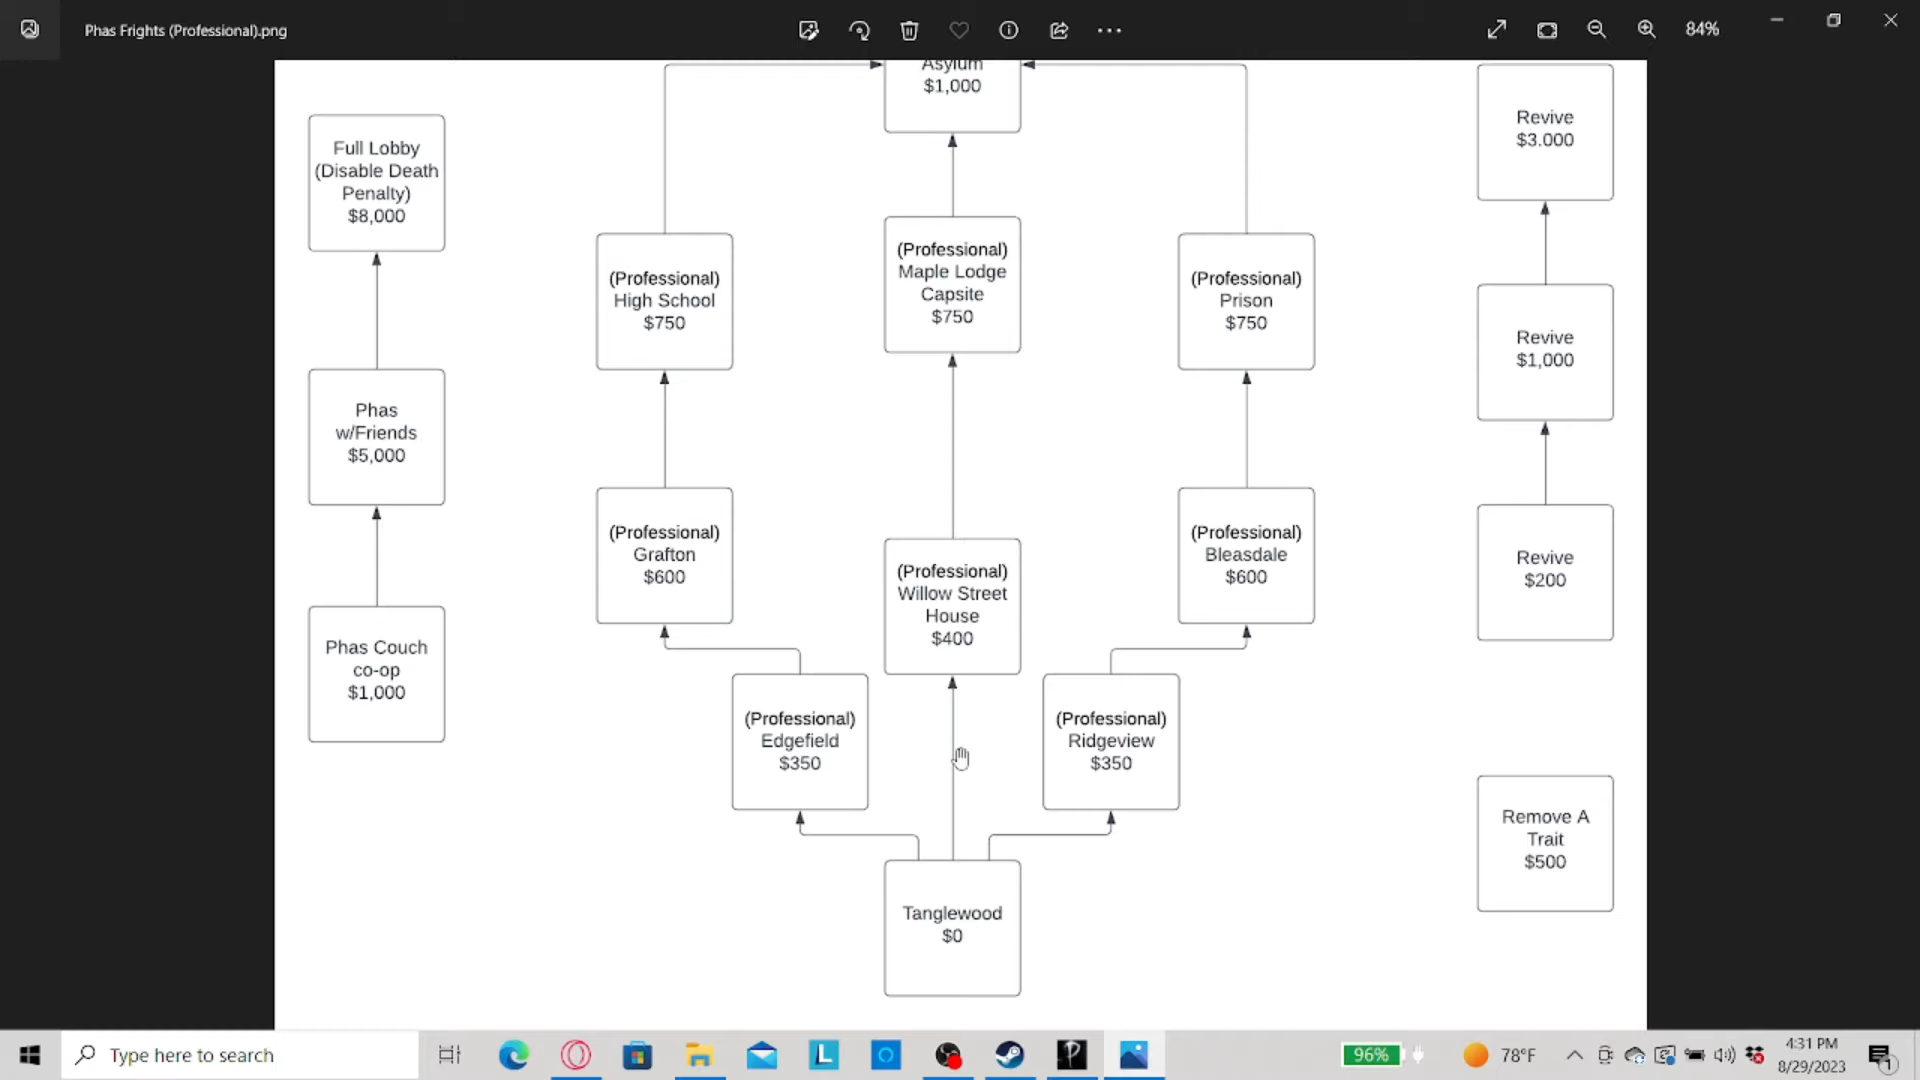 Phas Frights (Professional).png
84%
Asylum
$1,000
Full Lobby
(Disable Death
Penalty)
$8,000
Phas
w/Friends
$5,000
Phas Couch
co-op
$1,000
(Professional)
High School
$750
(Professional)
Maple Lodge
Capsite
$750
(Professional)
Prison
$750
(Professional)
Grafton
$600
(Professional)
Willow Street
House
$400
(Professional)
Bleasdale
$600
(Professional)
Edgefield
$350
(Professional)
Ridgeview
$350
Tanglewood
$0
Revive
$3.000
Revive
$1,000
Revive
$200
Remove A
Trait
$500
Type here to search
L
P
96%
78°F
4:31 PM
8/29/2023
1